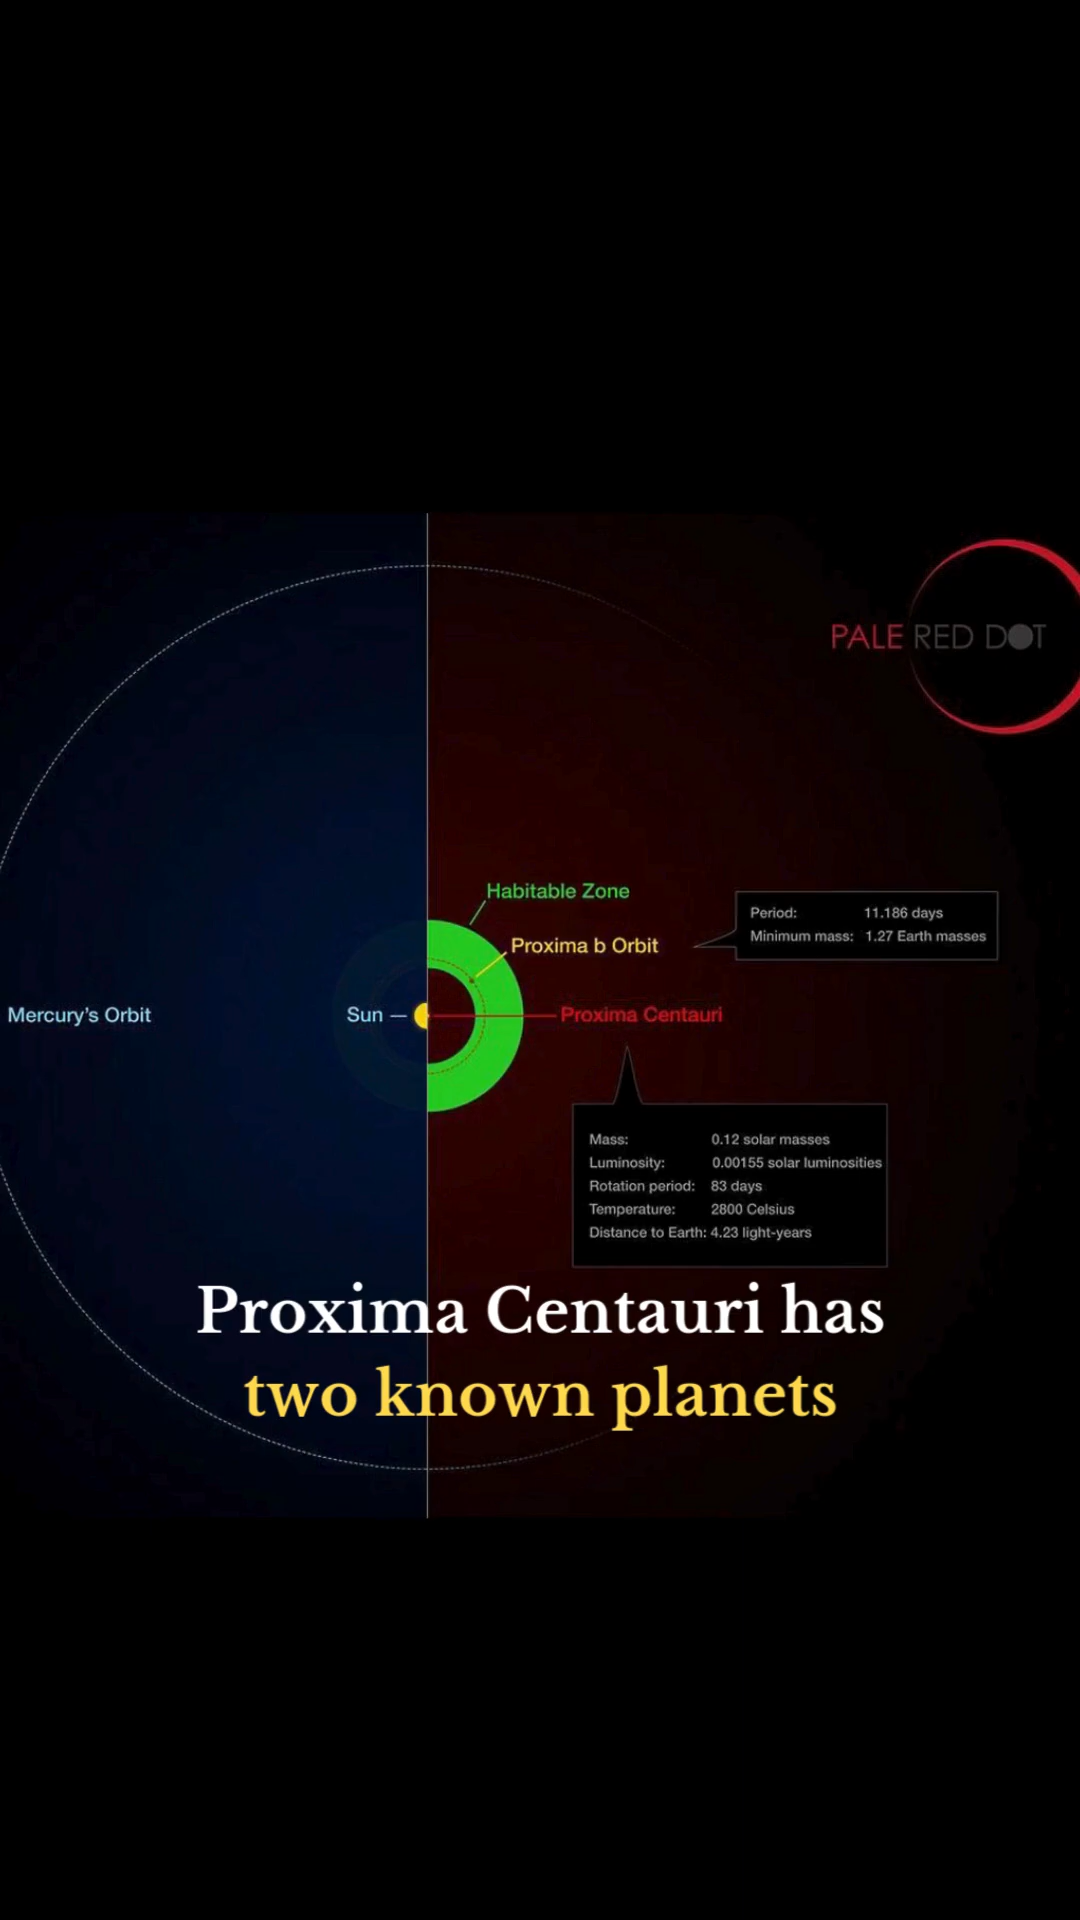 PALE RED DOT
Habitable Zone
Period: 11.186 days
Minimum mass: 1.27 Earth masses
Proxima b Orbit
Mercury's Orbit
Sun
Proxima Centauri
Mass: 0.12 solar masses
Luminosity: 0.00155 solar luminosities
Rotation period: 83 days
Temperature: 2800 Celsius
Distance to Earth: 4.23 light-years
Proxima Centauri has
two known planets